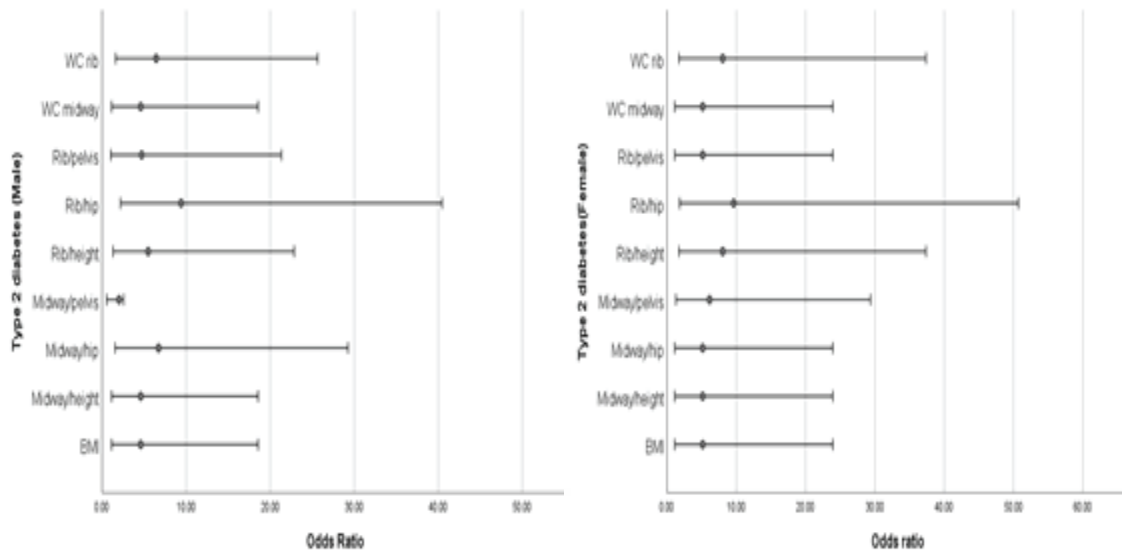 Type 2 diabetes (Male)
WC rib
WC midway
Rib/pelvis
Rib/hip
Rib/height
Midway/pelvis
Midway/hip
Midway/height
BMI
0.00 10.00 20.00 30.00 40.00 50.00
Odds Ratio
Type 2 diabetes(Female)
WC rib
WC midway
Rib/pelvis
Rib/hip
Rib/height
Midway/pelvis
Midway/hip
Midway/height
BMI
0.00 10.00 20.00 30.00 40.00 50.00 60.00
Odds ratio